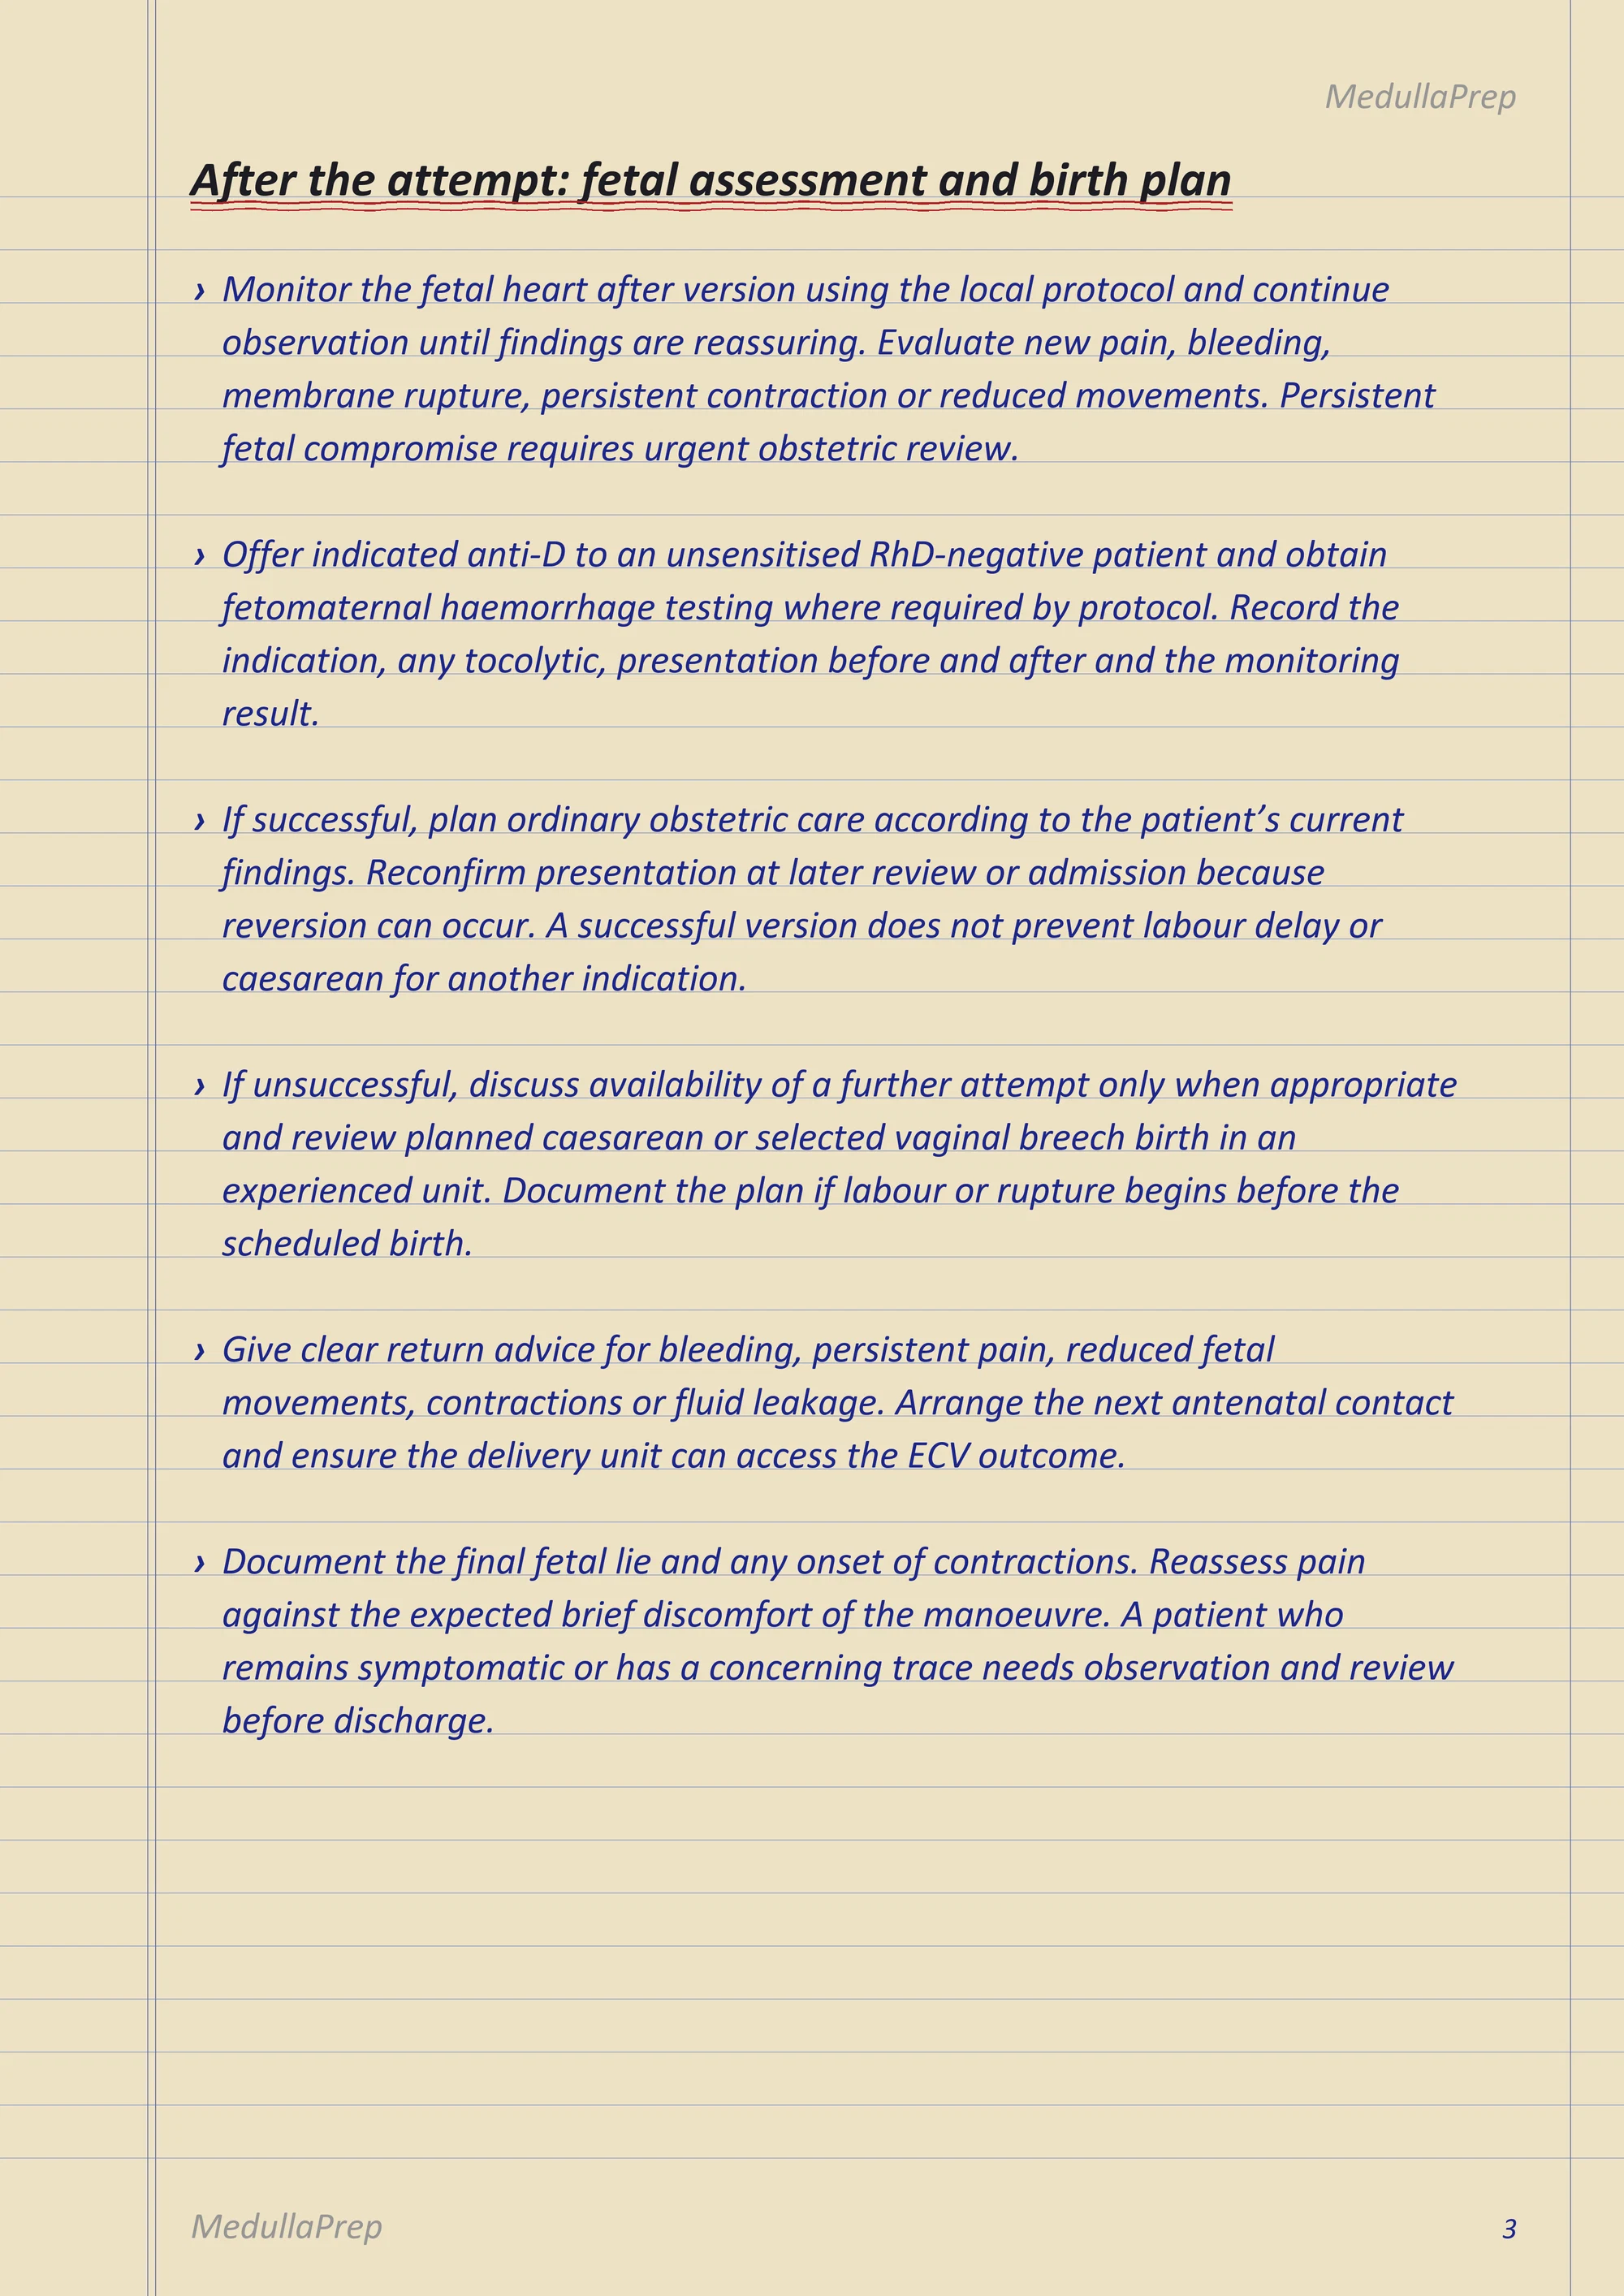 MedullaPrep
After the attempt: fetal assessment and birth plan
› Monitor the fetal heart after version using the local protocol and continue
observation until findings are reassuring. Evaluate new pain, bleeding,
membrane rupture, persistent contraction or reduced movements. Persistent
fetal compromise requires urgent obstetric review.
› Offer indicated anti-D to an unsensitised RhD-negative patient and obtain
fetomaternal haemorrhage testing where required by protocol. Record the
indication, any tocolytic, presentation before and after and the monitoring
result.
› If successful, plan ordinary obstetric care according to the patient’s current
findings. Reconfirm presentation at later review or admission because
reversion can occur. A successful version does not prevent labour delay or
caesarean for another indication.
› If unsuccessful, discuss availability of a further attempt only when appropriate
and review planned caesarean or selected vaginal breech birth in an
experienced unit. Document the plan if labour or rupture begins before the
scheduled birth.
› Give clear return advice for bleeding, persistent pain, reduced fetal
movements, contractions or fluid leakage. Arrange the next antenatal contact
and ensure the delivery unit can access the ECV outcome.
› Document the final fetal lie and any onset of contractions. Reassess pain
against the expected brief discomfort of the manoeuvre. A patient who
remains symptomatic or has a concerning trace needs observation and review
before discharge.
MedullaPrep
3